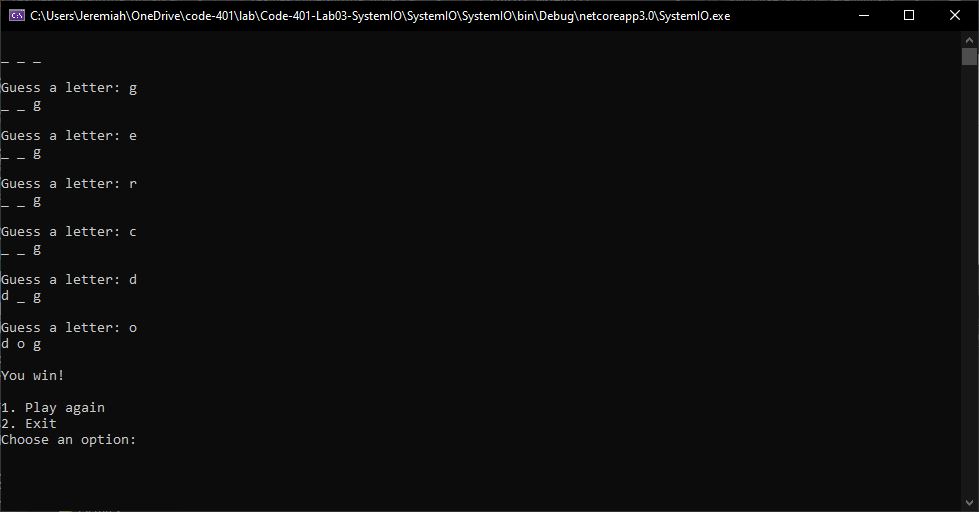 C:\Users\Jeremiah\OneDrive\code-401\lab\Code-401-Lab03-SystemIO\SystemIO\SystemIO\bin\Debug\netcoreapp3.0\SystemIO.exe
_ _ _
Guess a letter: g
_ _ g
Guess a letter: e
_ _ g
Guess a letter: r
_ _ g
Guess a letter: c
_ _ g
Guess a letter: d
d _ g
Guess a letter: o
d o g
You win!
1. Play again
2. Exit
Choose an option: